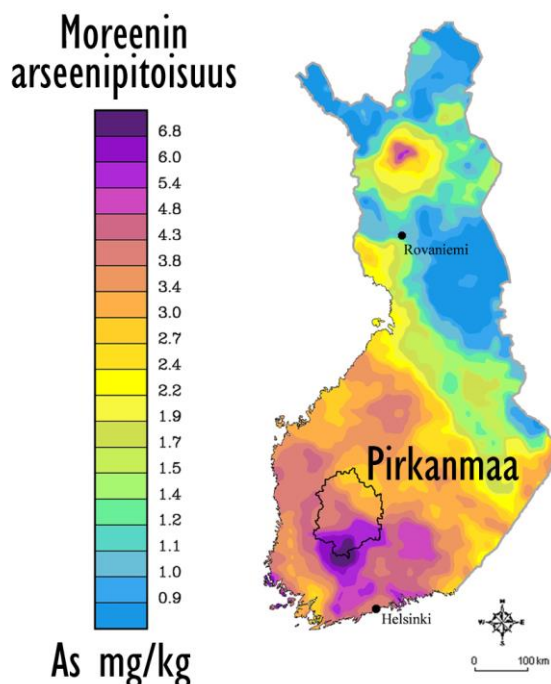 Moreenin
arseenipitoisuus
6.8
6.0
5.4
4.8
4.3
3.8
3.4
3.0
2.7
2.4
2.2
1.9
1.7
1.5
1.4
1.2
1.1
1.0
0.9
As mg/kg
Rovaniemi
Pirkanmaa
Helsinki
N
W E
S
0 100 km